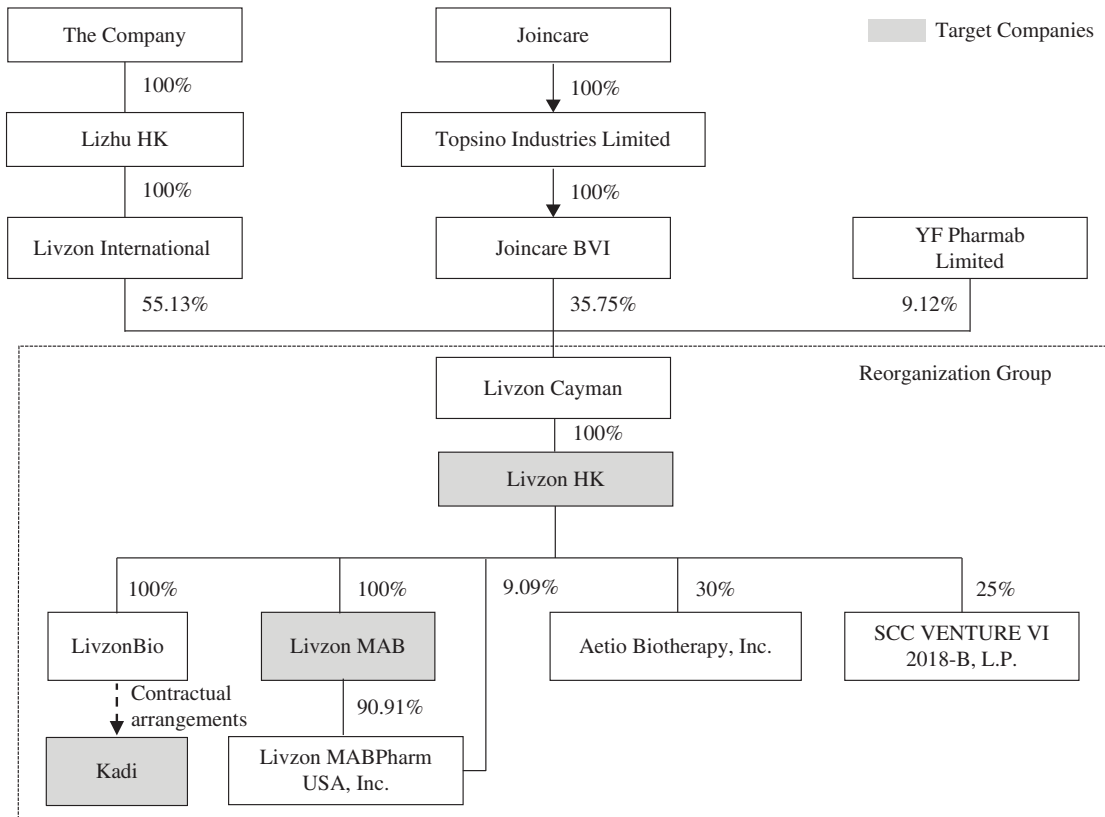 The Company
Joincare
Target Companies
100%
100%
Lizhu HK
Topsino Industries Limited
100%
100%
Livzon International
Joincare BVI
YF Pharmab
Limited
55.13%
35.75%
9.12%
Livzon Cayman
Reorganization Group
100%
Livzon HK
100%
100%
9.09%
30%
25%
LivzonBio
Livzon MAB
Aetio Biotherapy, Inc.
SCC VENTURE VI
2018-B, L.P.
Contractual
arrangements
90.91%
Kadi
Livzon MABPharm
USA, Inc.